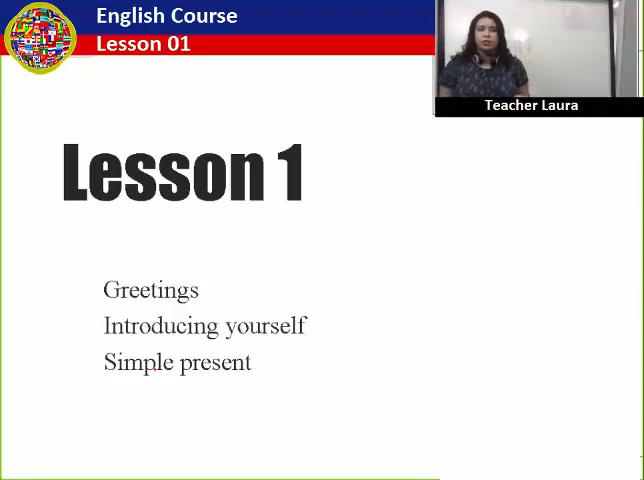 English Course
Lesson 01
Teacher Laura
Lesson 1
Greetings
Introducing yourself
Simple present